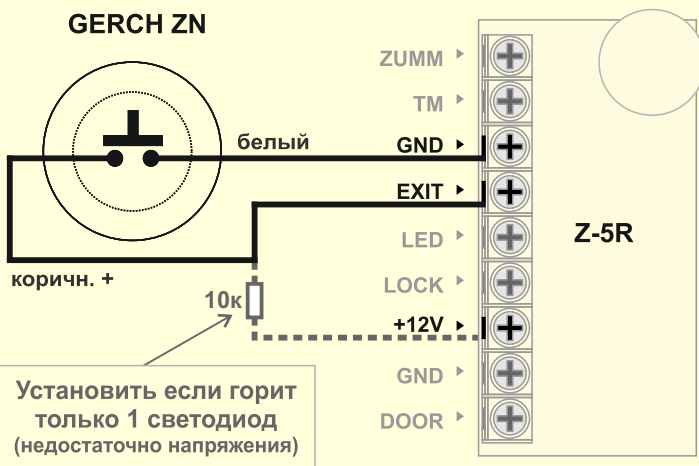 GERCH ZN
ZUMM
TM
белый
GND
EXIT
Z-5R
LED
коричн. +
LOCK
10к
+12V
Установить если горит
только 1 светодиод
(недостаточно напряжения)
GND
DOOR